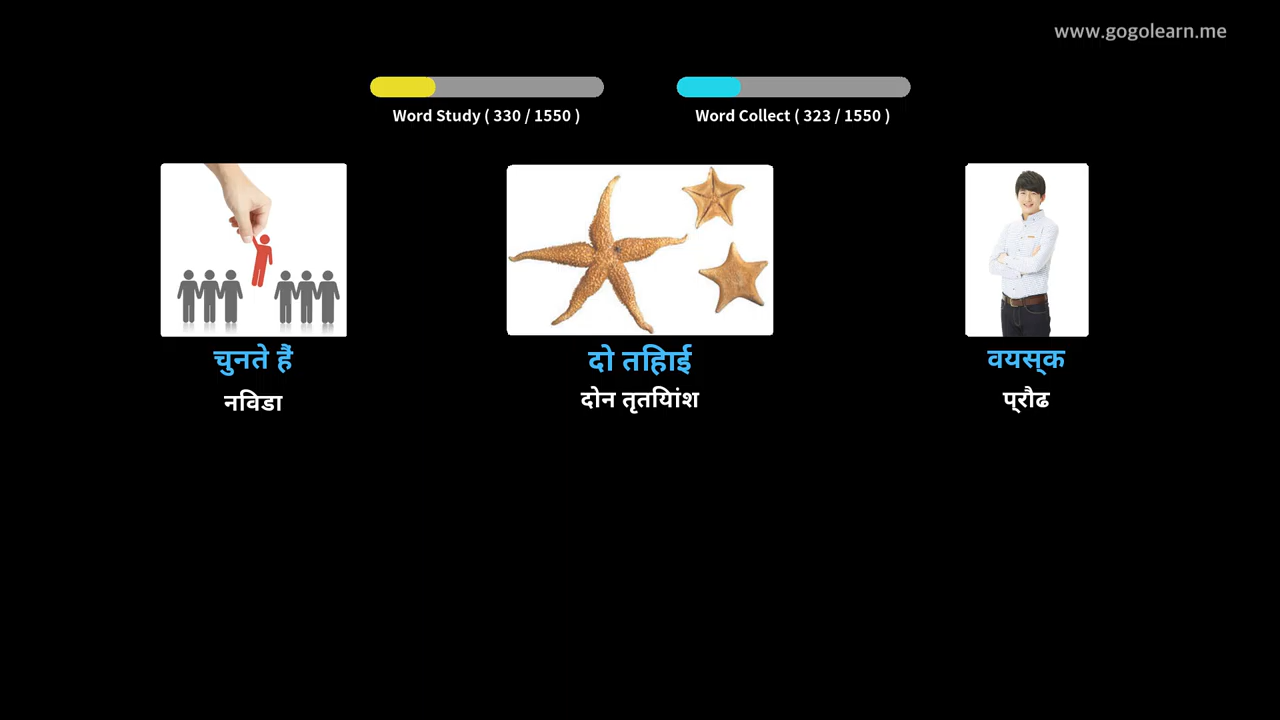 www.gogolearn.me
Word Study ( 330 / 1550 )
Word Collect ( 323 / 1550 )
चुनते हैं
दो तहिाई
वयस्‌क
नविडा
दोन तृतयिांश
प्‌रौढ